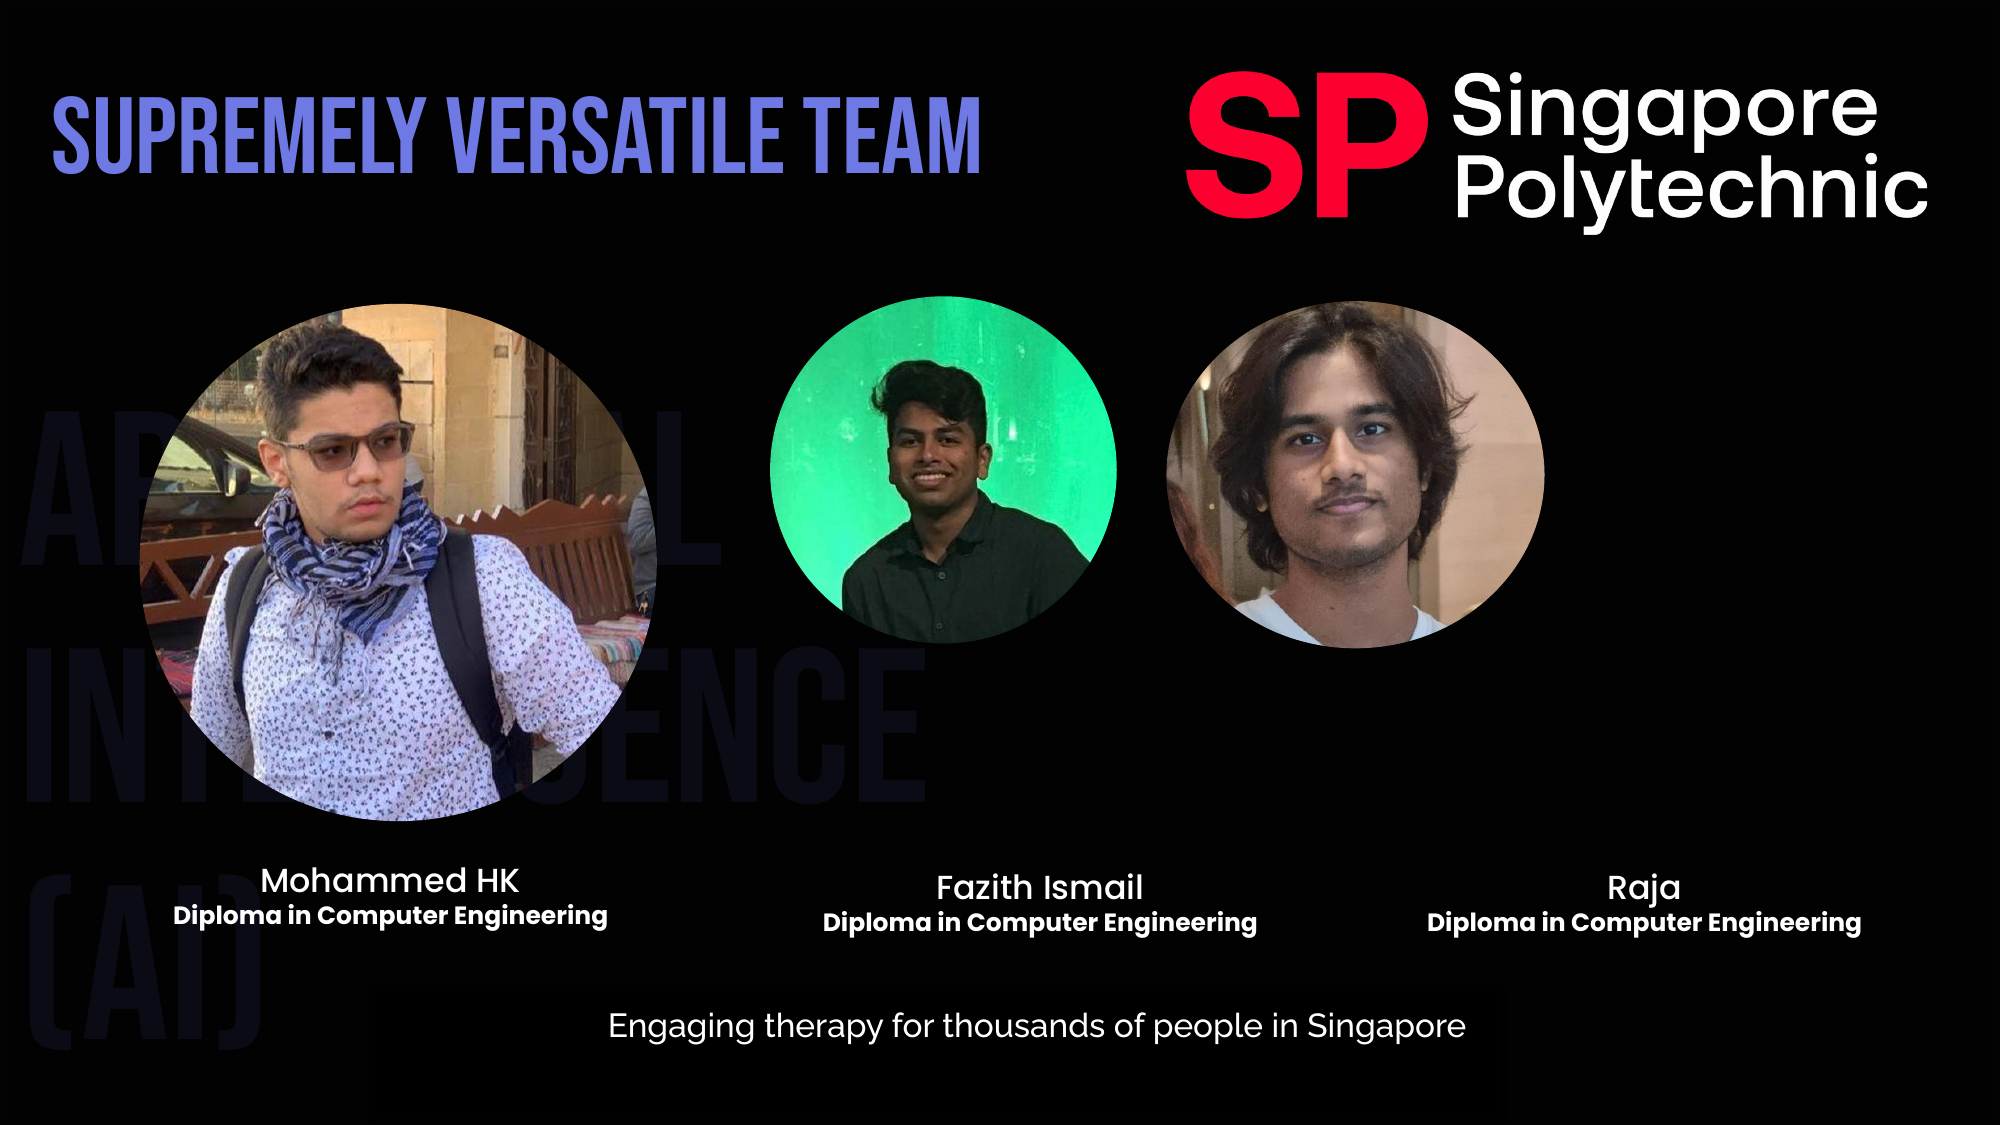 SUPREMELY VERSATILE TEAM
SP Singapore
Polytechnic
Mohammed HK
Diploma in Computer Engineering
Fazith Ismail
Diploma in Computer Engineering
Raja
Diploma in Computer Engineering
(AI)
Engaging therapy for thousands of people in Singapore